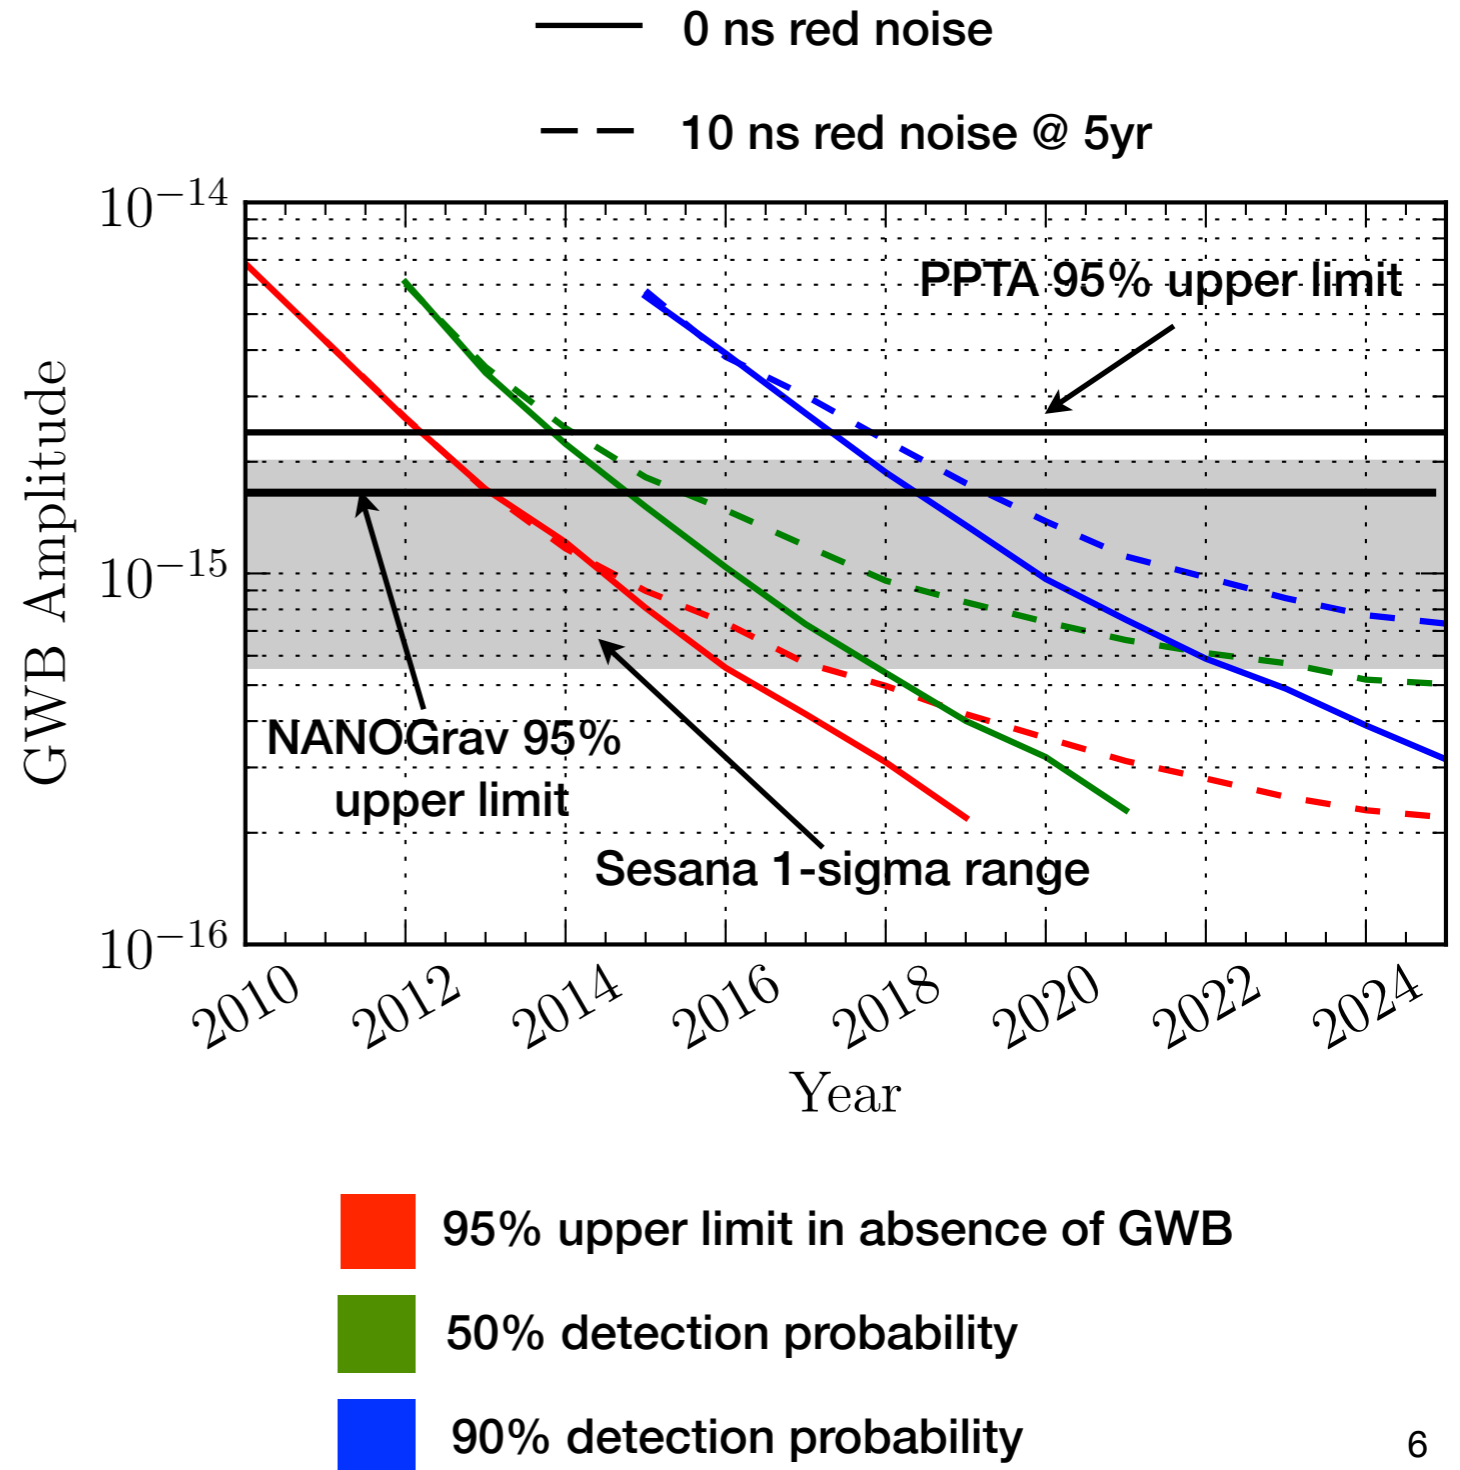 0 ns red noise
10 ns red noise @ 5yr
10−14
10−15
10−16
GWB Amplitude
PPTA 95% upper limit
NANOGrav 95%
upper limit
Sesana 1-sigma range
2010 2012 2014 2016 2018 2020 2022 2024
Year
95% upper limit in absence of GWB
50% detection probability
90% detection probability
6